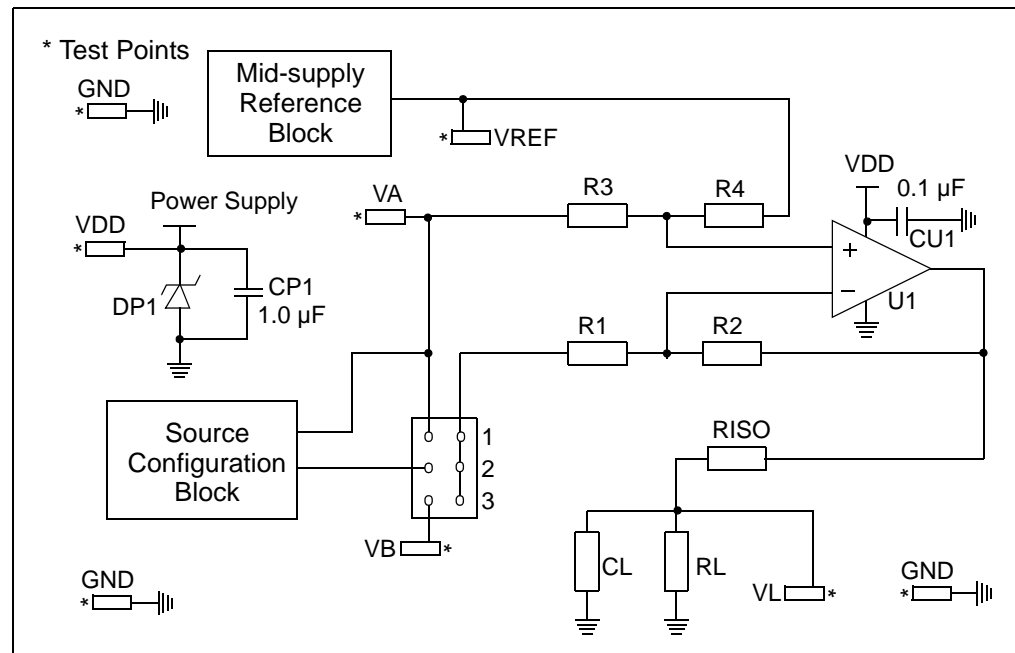 * Test Points
GND
*
Mid-supply
Reference
Block
* VREF
Power Supply
VDD
*
DP1
CP1
1.0 µF
VA
*
R3
R4
VDD
0.1 µF
CU1
+
−
U1
R1
R2
Source
Configuration
Block
1
2
3
VB *
RISO
CL
RL
VL *
GND
*
GND
*